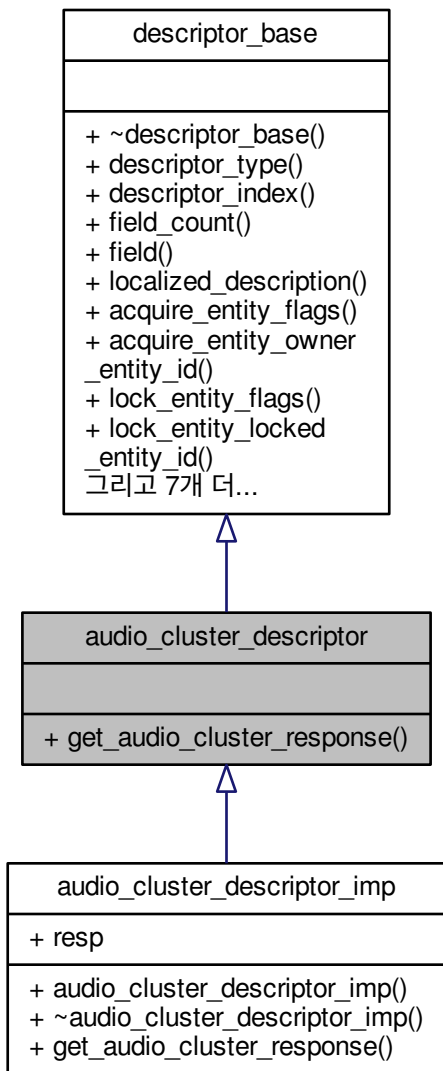 descriptor_base
+ ~descriptor_base()
+ descriptor_type()
+ descriptor_index()
+ field_count()
+ field()
+ localized_description()
+ acquire_entity_flags()
+ acquire_entity_owner
_entity_id()
+ lock_entity_flags()
+ lock_entity_locked
_entity_id()
그리고 7개 더...
audio_cluster_descriptor
+ get_audio_cluster_response()
audio_cluster_descriptor_imp
+ resp
+ audio_cluster_descriptor_imp()
+ ~audio_cluster_descriptor_imp()
+ get_audio_cluster_response()